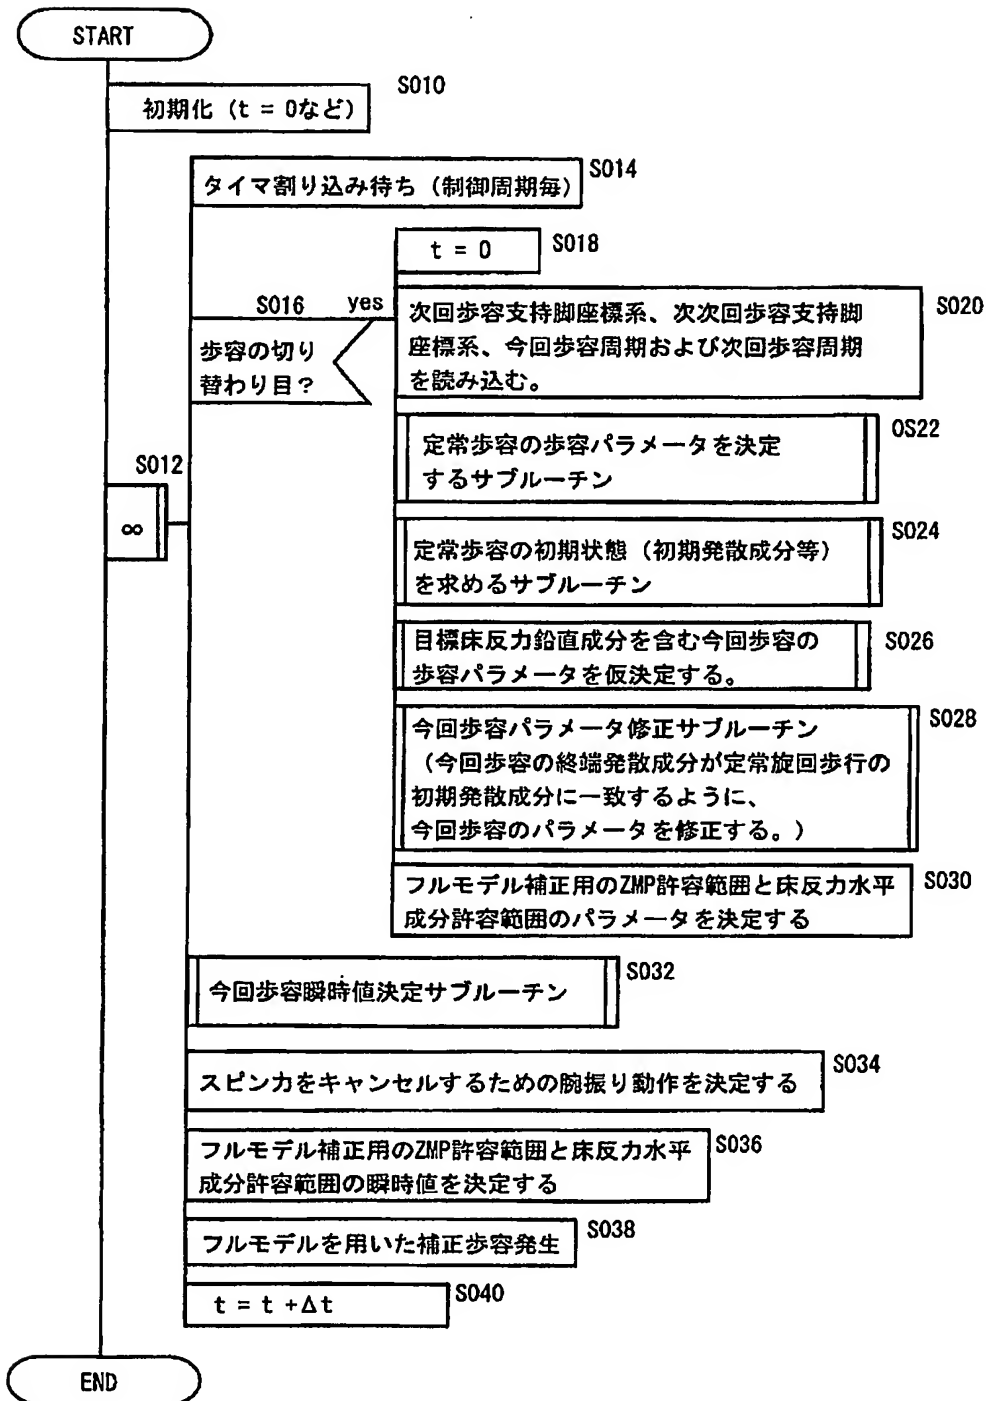 START
S010
初期化（t = 0など）
S014
タイマ割り込み待ち（制御周期毎）
S018
t = 0
S016
yes
歩容の切り
替わり目？
S020
次回歩容支持脚座標系、次次回歩容支持脚
座標系、今回歩容周期および次回歩容周期
を読み込む。
0S22
定常歩容の歩容パラメータを決定
するサブルーチン
S012
∞
S024
定常歩容の初期状態（初期発散成分等）
を求めるサブルーチン
S026
目標床反力鉛直成分を含む今回歩容の
歩容パラメータを仮決定する。
S028
今回歩容パラメータ修正サブルーチン
（今回歩容の終端発散成分が定常旋回歩行の
初期発散成分に一致するように、
今回歩容のパラメータを修正する。）
S030
フルモデル補正用のZMP許容範囲と床反力水平
成分許容範囲のパラメータを決定する
S032
今回歩容瞬時値決定サブルーチン
S034
スピン力をキャンセルするための腕振り動作を決定する
S036
フルモデル補正用のZMP許容範囲と床反力水平
成分許容範囲の瞬時値を決定する
S038
フルモデルを用いた補正歩容発生
S040
t = t +Δt
END